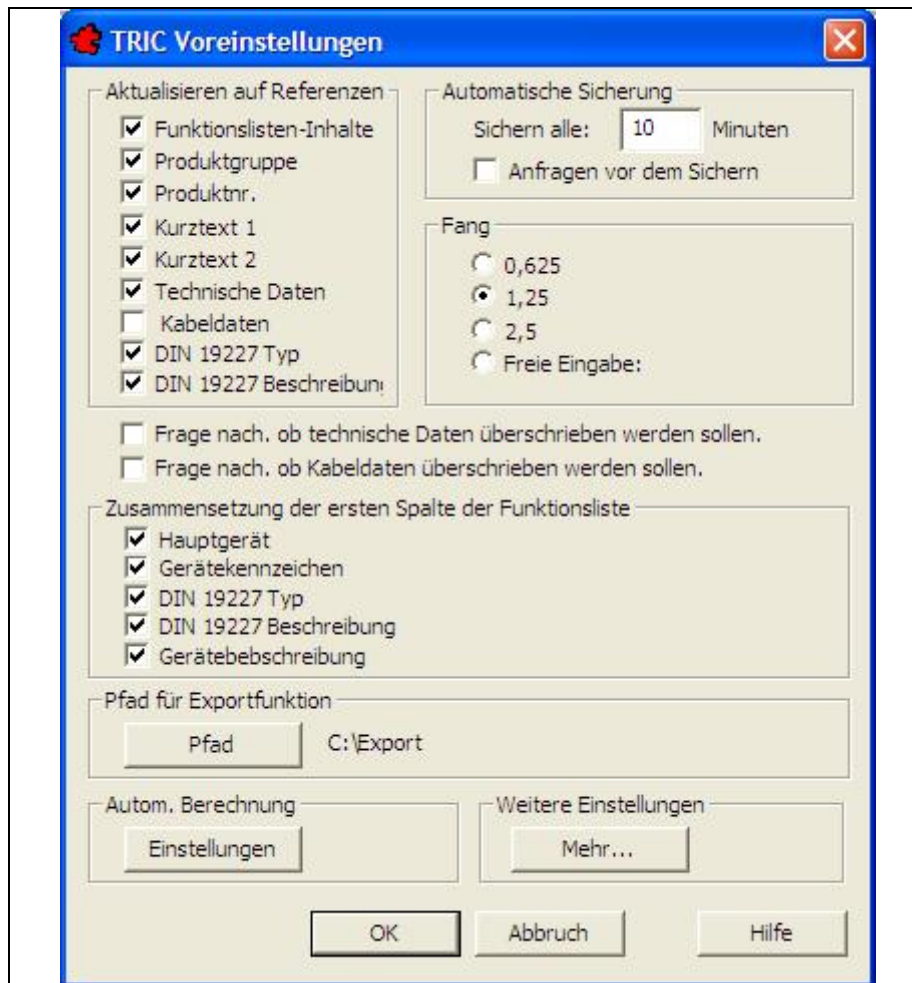 TRIC Voreinstellungen
Aktualisieren auf Referenzen
Funktionslisten-Inhalte
Produktgruppe
Produktnr.
Kurztext 1
Kurztext 2
Technische Daten
Kabeldaten
DIN 19227 Typ
DIN 19227 Beschreibung
Automatische Sicherung
Sichern alle: 10 Minuten
Anfragen vor dem Sichern
Fang
0,625
1,25
2,5
Freie Eingabe:
Frage nach. ob technische Daten überschrieben werden sollen.
Frage nach. ob Kabeldaten überschrieben werden sollen.
Zusammensetzung der ersten Spalte der Funktionsliste
Hauptgerät
Gerätekennzeichen
DIN 19227 Typ
DIN 19227 Beschreibung
Gerätebebschreibung
Pfad für Exportfunktion
Pfad C:\Export
Autom. Berechnung
Einstellungen
Weitere Einstellungen
Mehr...
OK Abbruch Hilfe